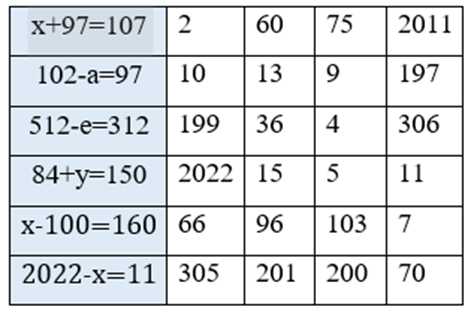 x+97=107 2 60 75 2011
102-a=97 10 13 9 197
512-e=312 199 36 4 306
84+y=150 2022 15 5 11
x-100=160 66 96 103 7
2022-x=11 305 201 200 70